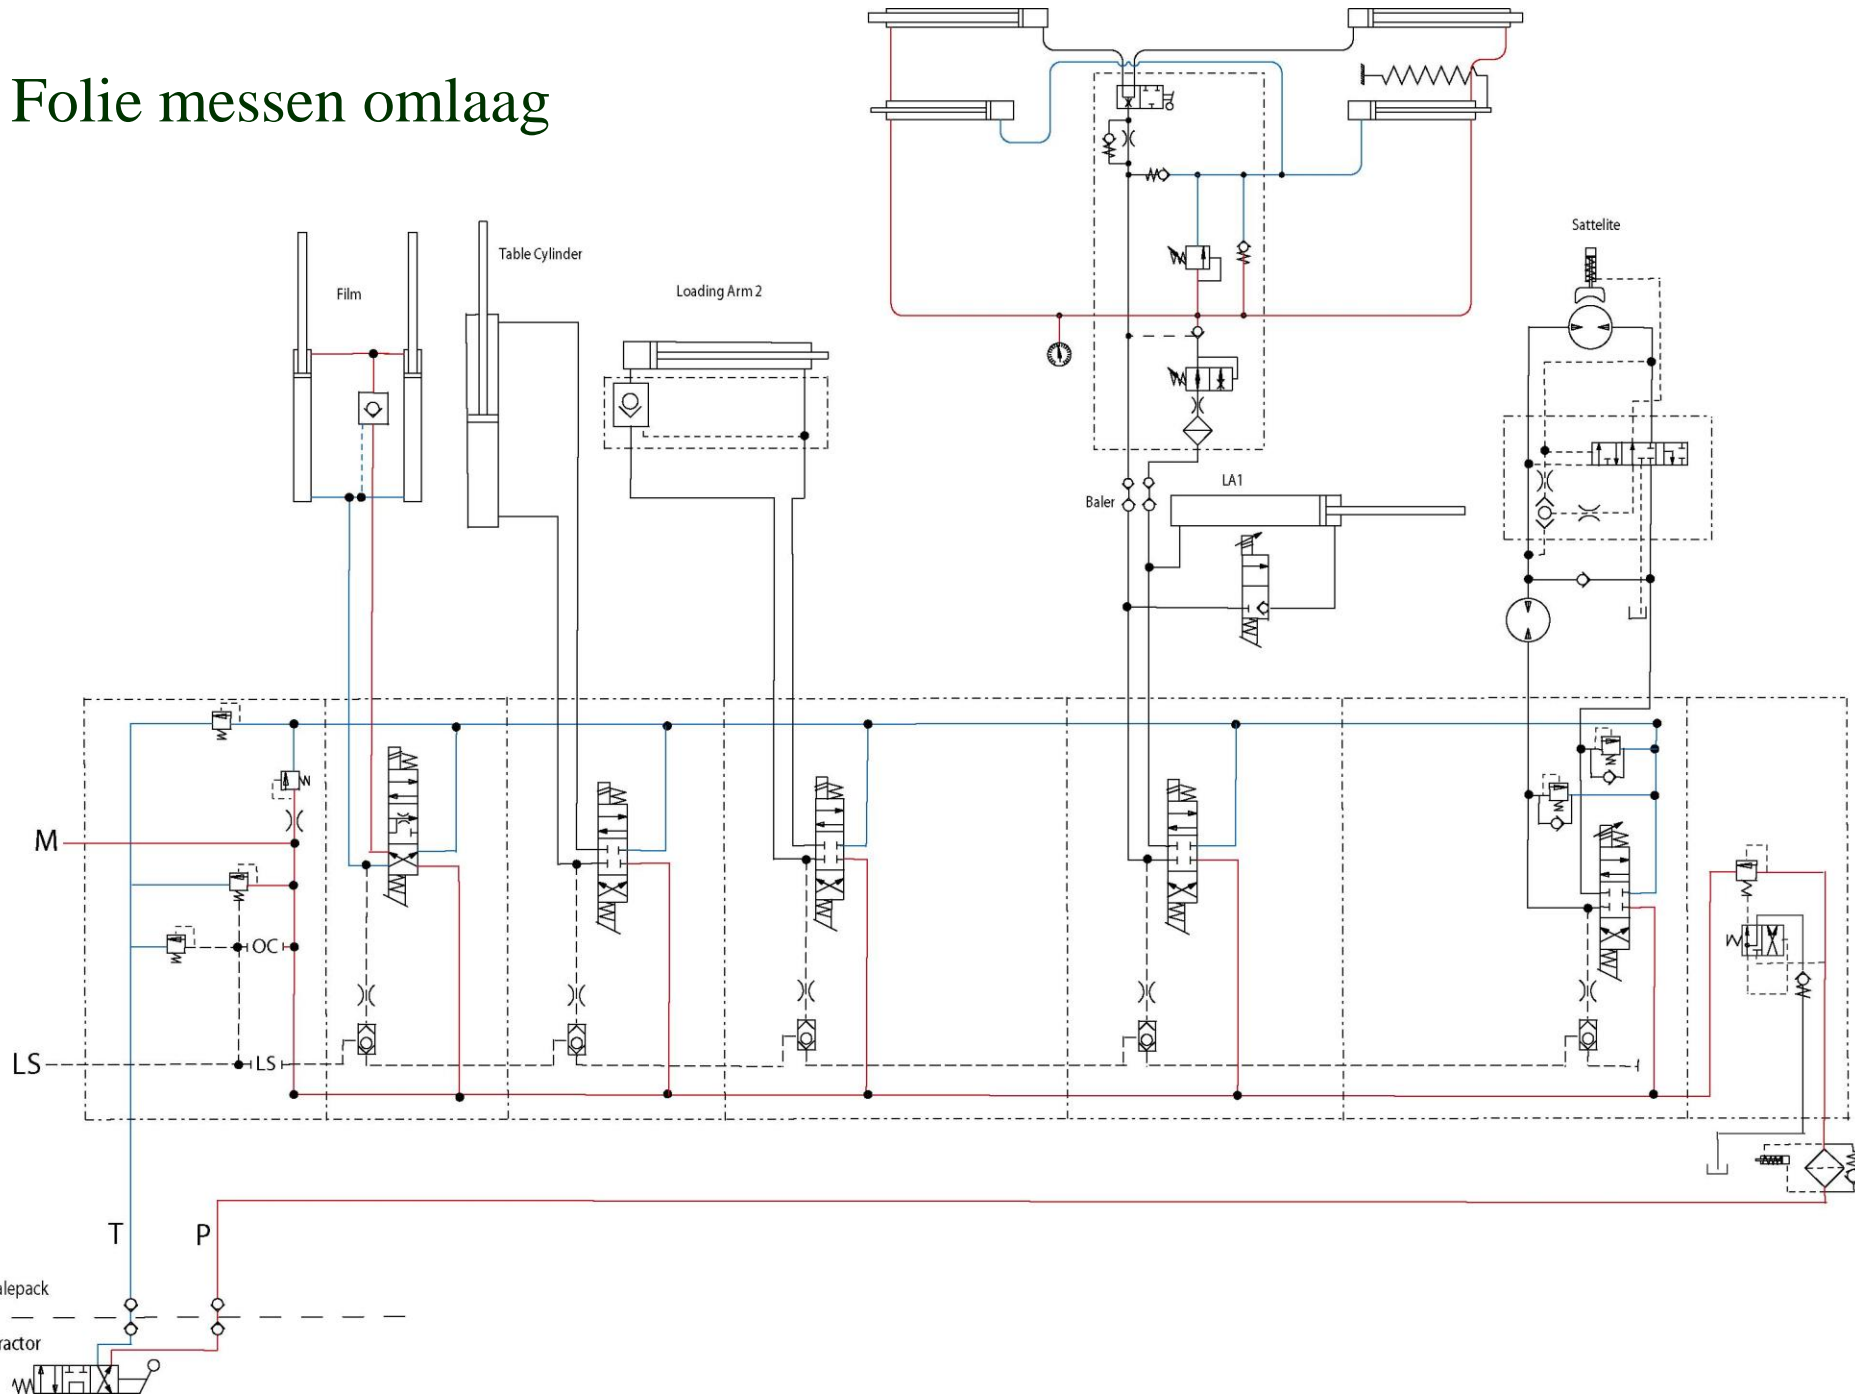 Folie messen omlaag
Sattelite
Table Cylinder
Film
Loading Arm 2
LA1
Baler
M
OC
LS
LS
T
P
alepack
ractor